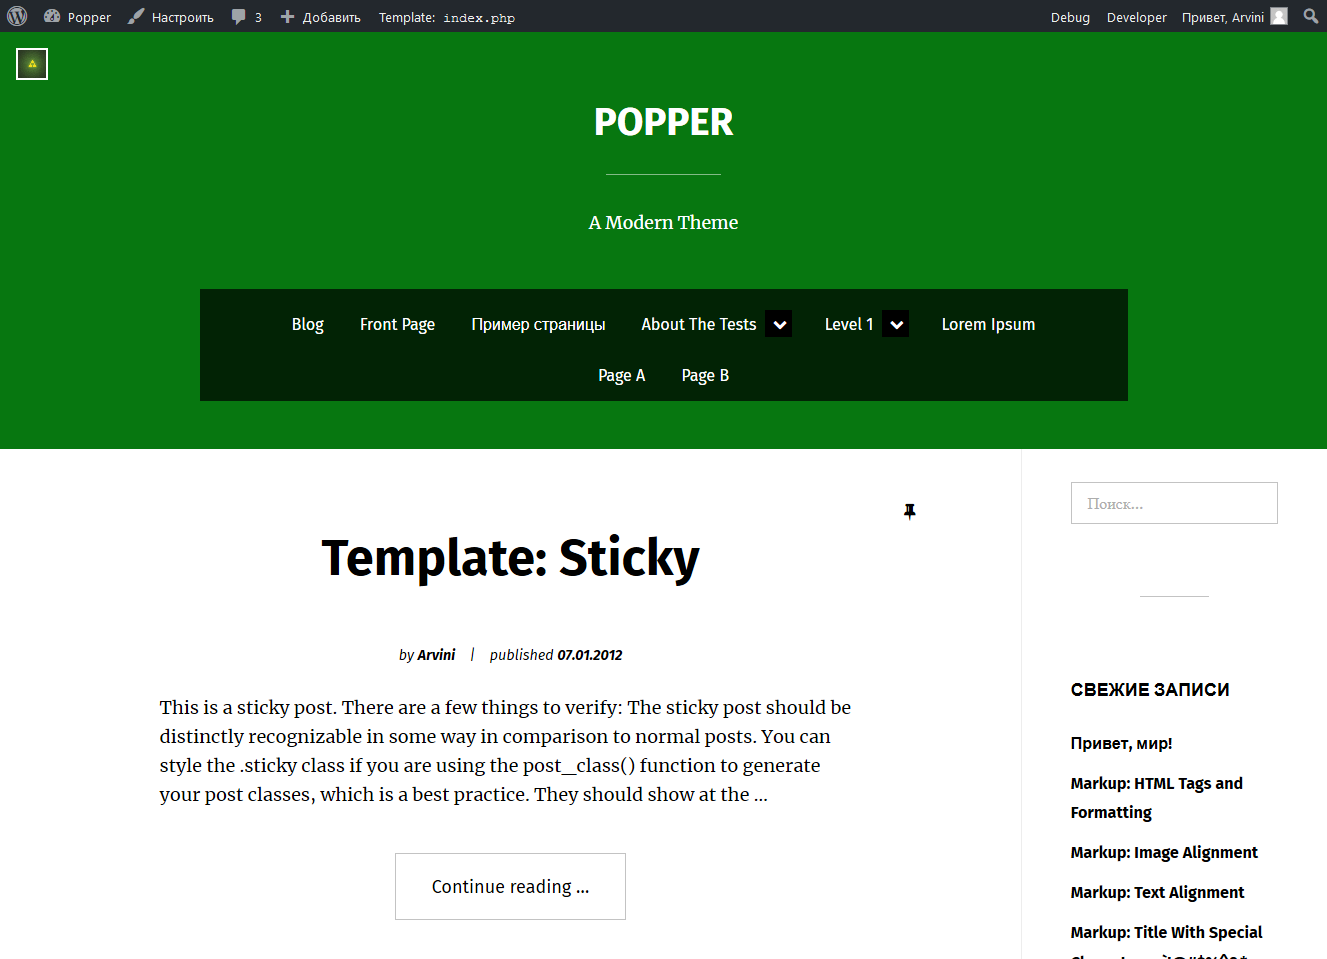 Popper Настроить 3 Добавить Template: index.php Debug Developer Привет, Arvini
POPPER
A Modern Theme
Blog Front Page Пример страницы About The Tests Level 1 Lorem Ipsum
Page A Page B
Template: Sticky
by Arvini | published 07.01.2012
This is a sticky post. There are a few things to verify: The sticky post should be
distinctly recognizable in some way in comparison to normal posts. You can
style the .sticky class if you are using the post_class() function to generate
your post classes, which is a best practice. They should show at the ...
Continue reading ...
Поиск...
СВЕЖИЕ ЗАПИСИ
Привет, мир!
Markup: HTML Tags and
Formatting
Markup: Image Alignment
Markup: Text Alignment
Markup: Title With Special